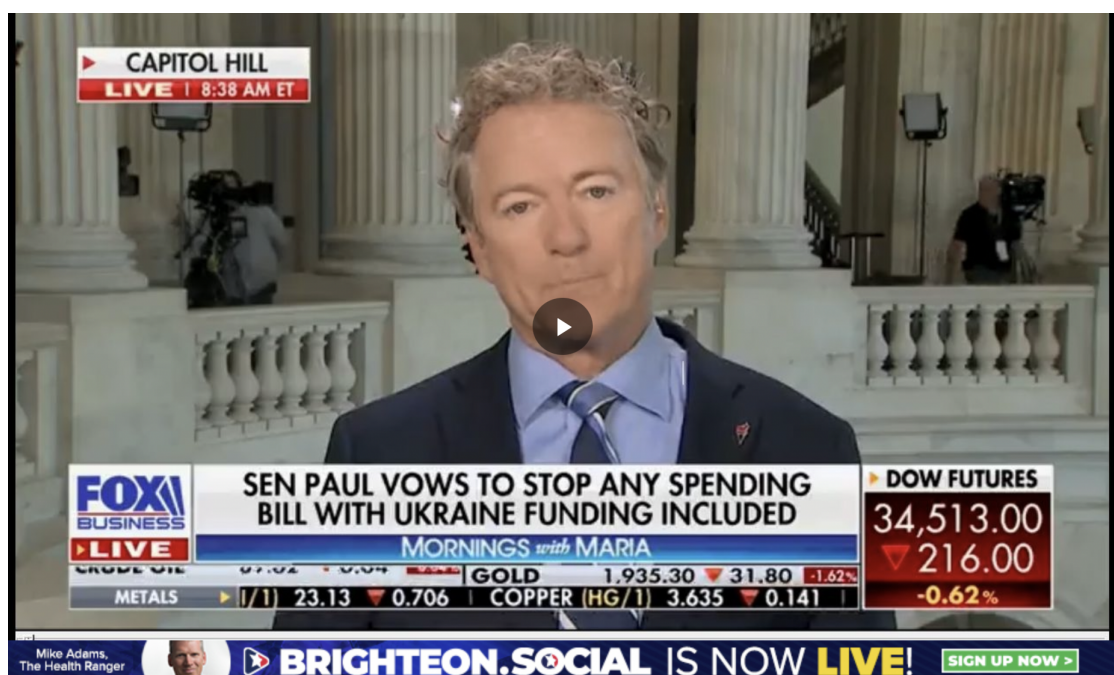 CAPITOL HILL
LIVE | 8:38 AM ET
FOX
BUSINESS
LIVE
SEN PAUL VOWS TO STOP ANY SPENDING
BILL WITH UKRAINE FUNDING INCLUDED
MORNINGS with MARIA
DOW FUTURES
34,513.00
216.00
-0.62%
CRUDE OIL
GOLD 1,935.30 31.80 -1.62%
METALS I/1) 23.13 0.706 | COPPER (HG/1) 3.635 0.141 |
Mike Adams,
The Health Ranger
BRIGHTEON.SOCIAL IS NOW LIVE!
SIGN UP NOW >